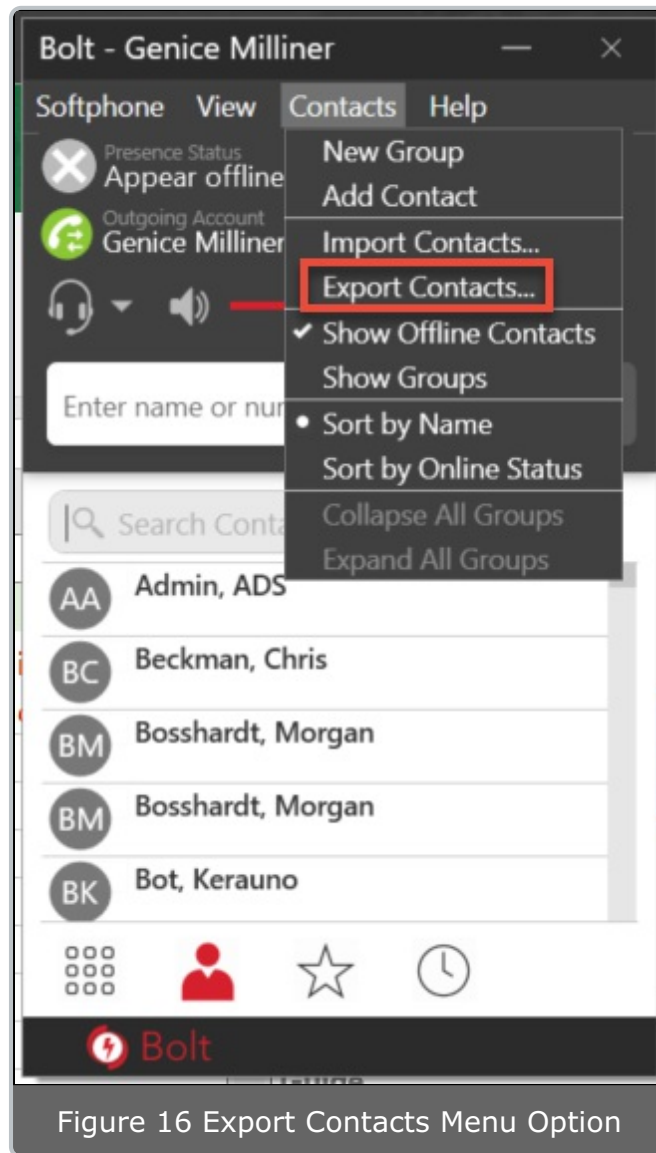 Bolt - Genice Milliner
Softphone View Contacts Help
Presence Status
Appear offline
Outgoing Account
Genice Milliner
New Group
Add Contact
Import Contacts...
Export Contacts...
Show Offline Contacts
Show Groups
Sort by Name
Sort by Online Status
Collapse All Groups
Expand All Groups
Enter name or nur
Search Conta
AA Admin, ADS
BC Beckman, Chris
BM Bosshardt, Morgan
BM Bosshardt, Morgan
BK Bot, Kerauno
Bolt
Figure 16 Export Contacts Menu Option